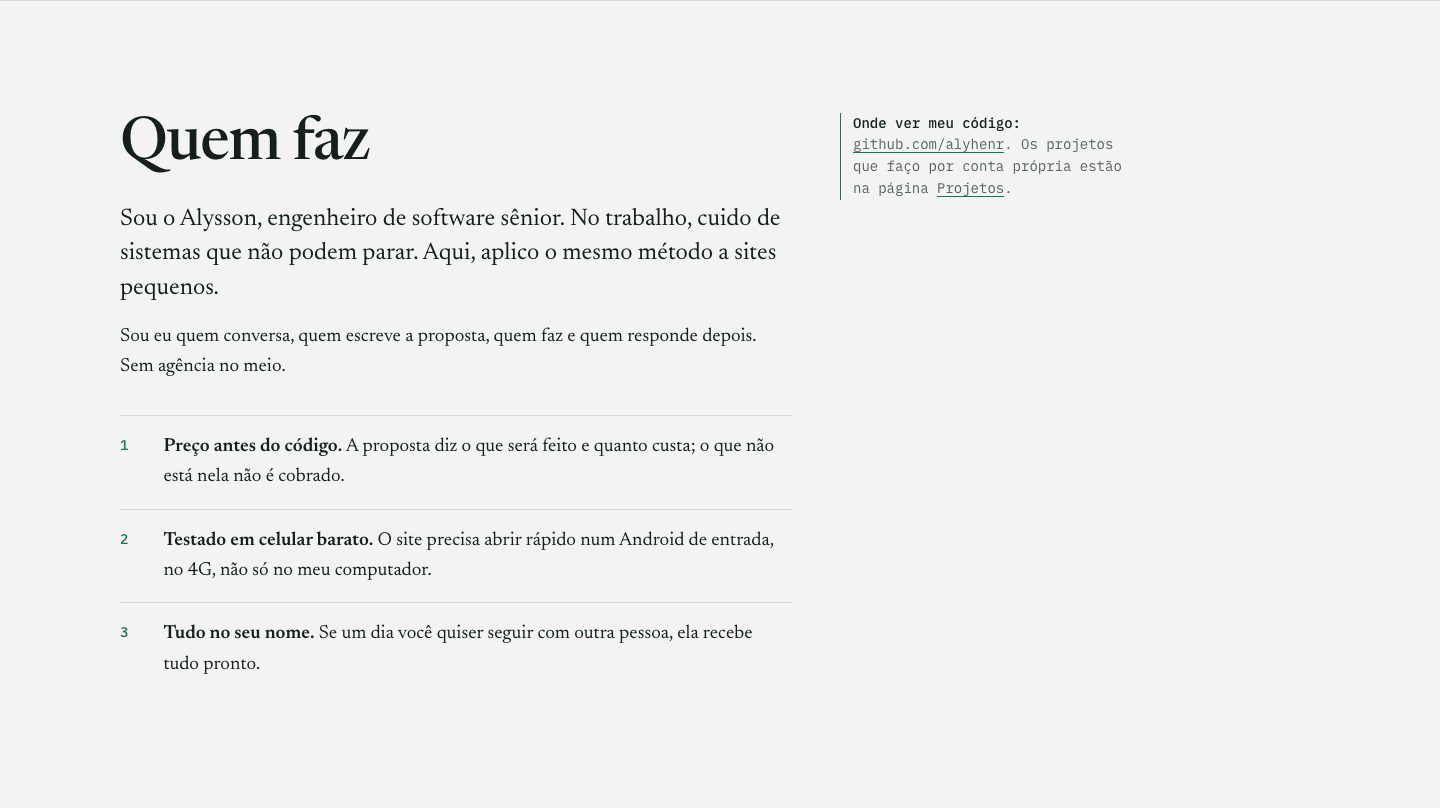 Quem faz
Sou o Alysson, engenheiro de software sênior. No trabalho, cuido de
sistemas que não podem parar. Aqui, aplico o mesmo método a sites
pequenos.
Sou eu quem conversa, quem escreve a proposta, quem faz e quem responde depois.
Sem agência no meio.
1 Preço antes do código. A proposta diz o que será feito e quanto custa; o que não
está nela não é cobrado.
2 Testado em celular barato. O site precisa abrir rápido num Android de entrada,
no 4G, não só no meu computador.
3 Tudo no seu nome. Se um dia você quiser seguir com outra pessoa, ela recebe
tudo pronto.
Onde ver meu código:
github.com/alyhenr. Os projetos
que faço por conta própria estão
na página Projetos.